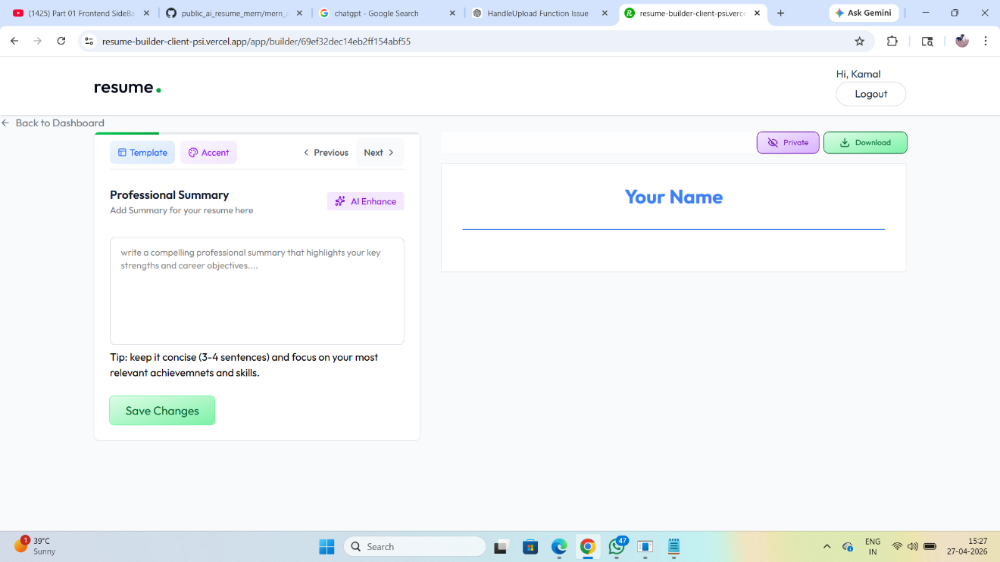 (1425) Part 01 Frontend SideBa
public_ai_resume_mern/mern_a
chatgpt - Google Search
HandleUpload Function Issue
resume-builder-client-psi.verce
Ask Gemini
resume-builder-client-psi.vercel.app/app/builder/69ef32dec14eb2ff154abf55
resume.
Hi, Kamal
Logout
Back to Dashboard
Template
Accent
Previous
Next
Private
Download
Professional Summary
Add Summary for your resume here
AI Enhance
Your Name
write a compelling professional summary that highlights your key
strengths and career objectives....
Tip: keep it concise (3-4 sentences) and focus on your most
relevant achievemnets and skills.
Save Changes
1
39°C
Sunny
Search
47
ENG
IN
15:27
27-04-2026